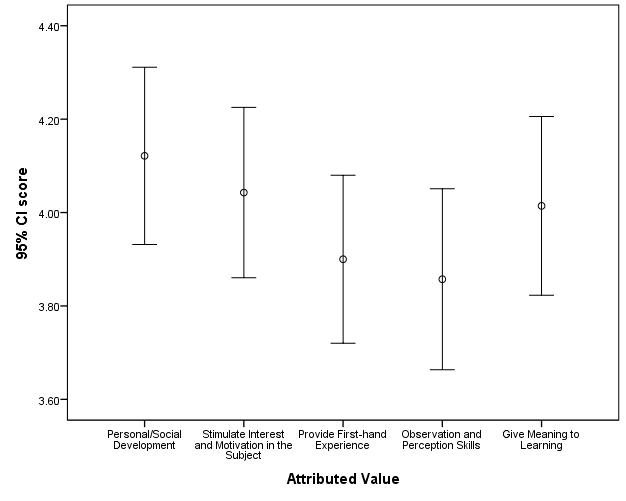 4.40
4.20
4.00
3.80
3.60
95% CI score
Personal/Social
Development
Stimulate Interest
and Motivation in the
Subject
Provide First-hand
Experience
Observation and
Perception Skills
Give Meaning to
Learning
Attributed Value